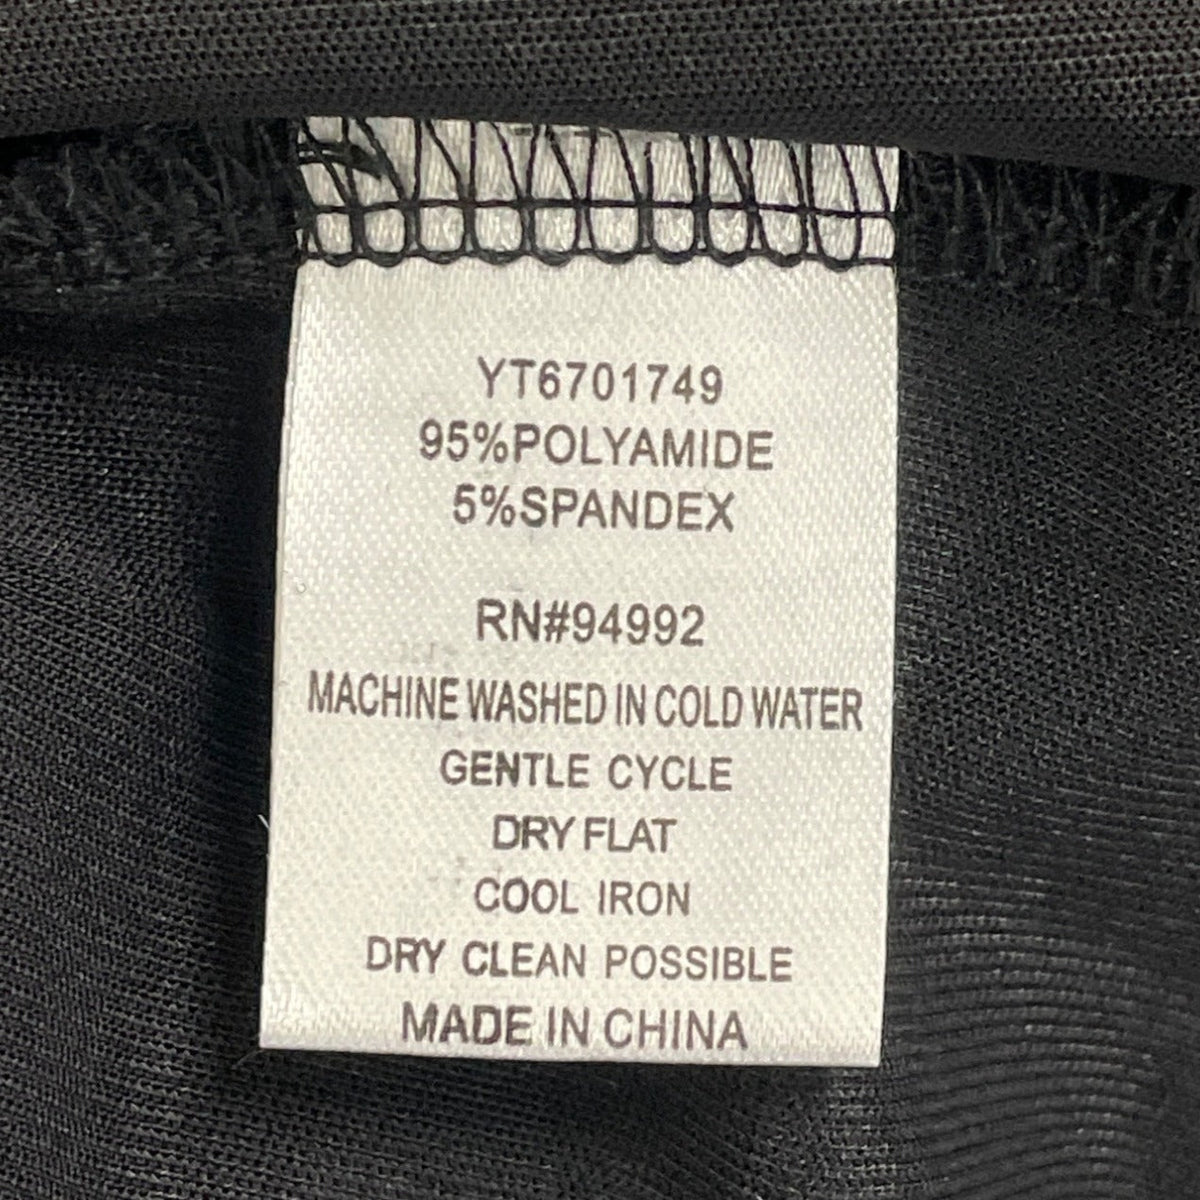 YT6701749
95%POLYAMIDE
5%SPANDEX
RN#94992
MACHINE WASHED IN COLD WATER
GENTLE CYCLE
DRY FLAT
COOL IRON
DRY CLEAN POSSIBLE
MADE IN CHINA